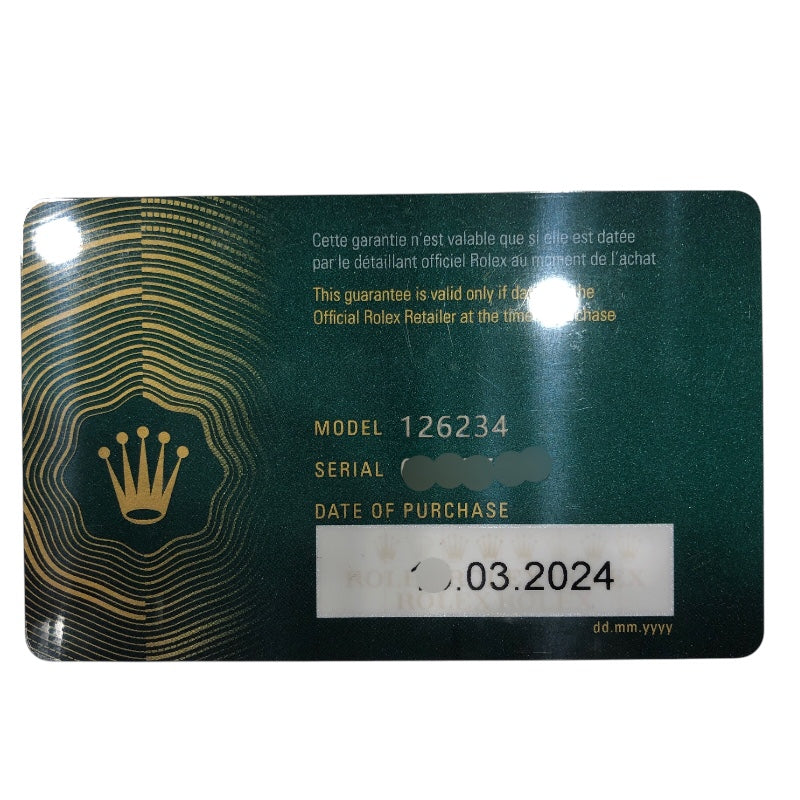 Cette garantie n'est valable que si elle est datée
par le détaillant officiel Rolex au moment de l'achat
This guarantee is valid only if the
Official Rolex Retailer at the time
MODEL 126234
SERIAL
DATE OF PURCHASE
.03.2024
dd.mm.yyyy